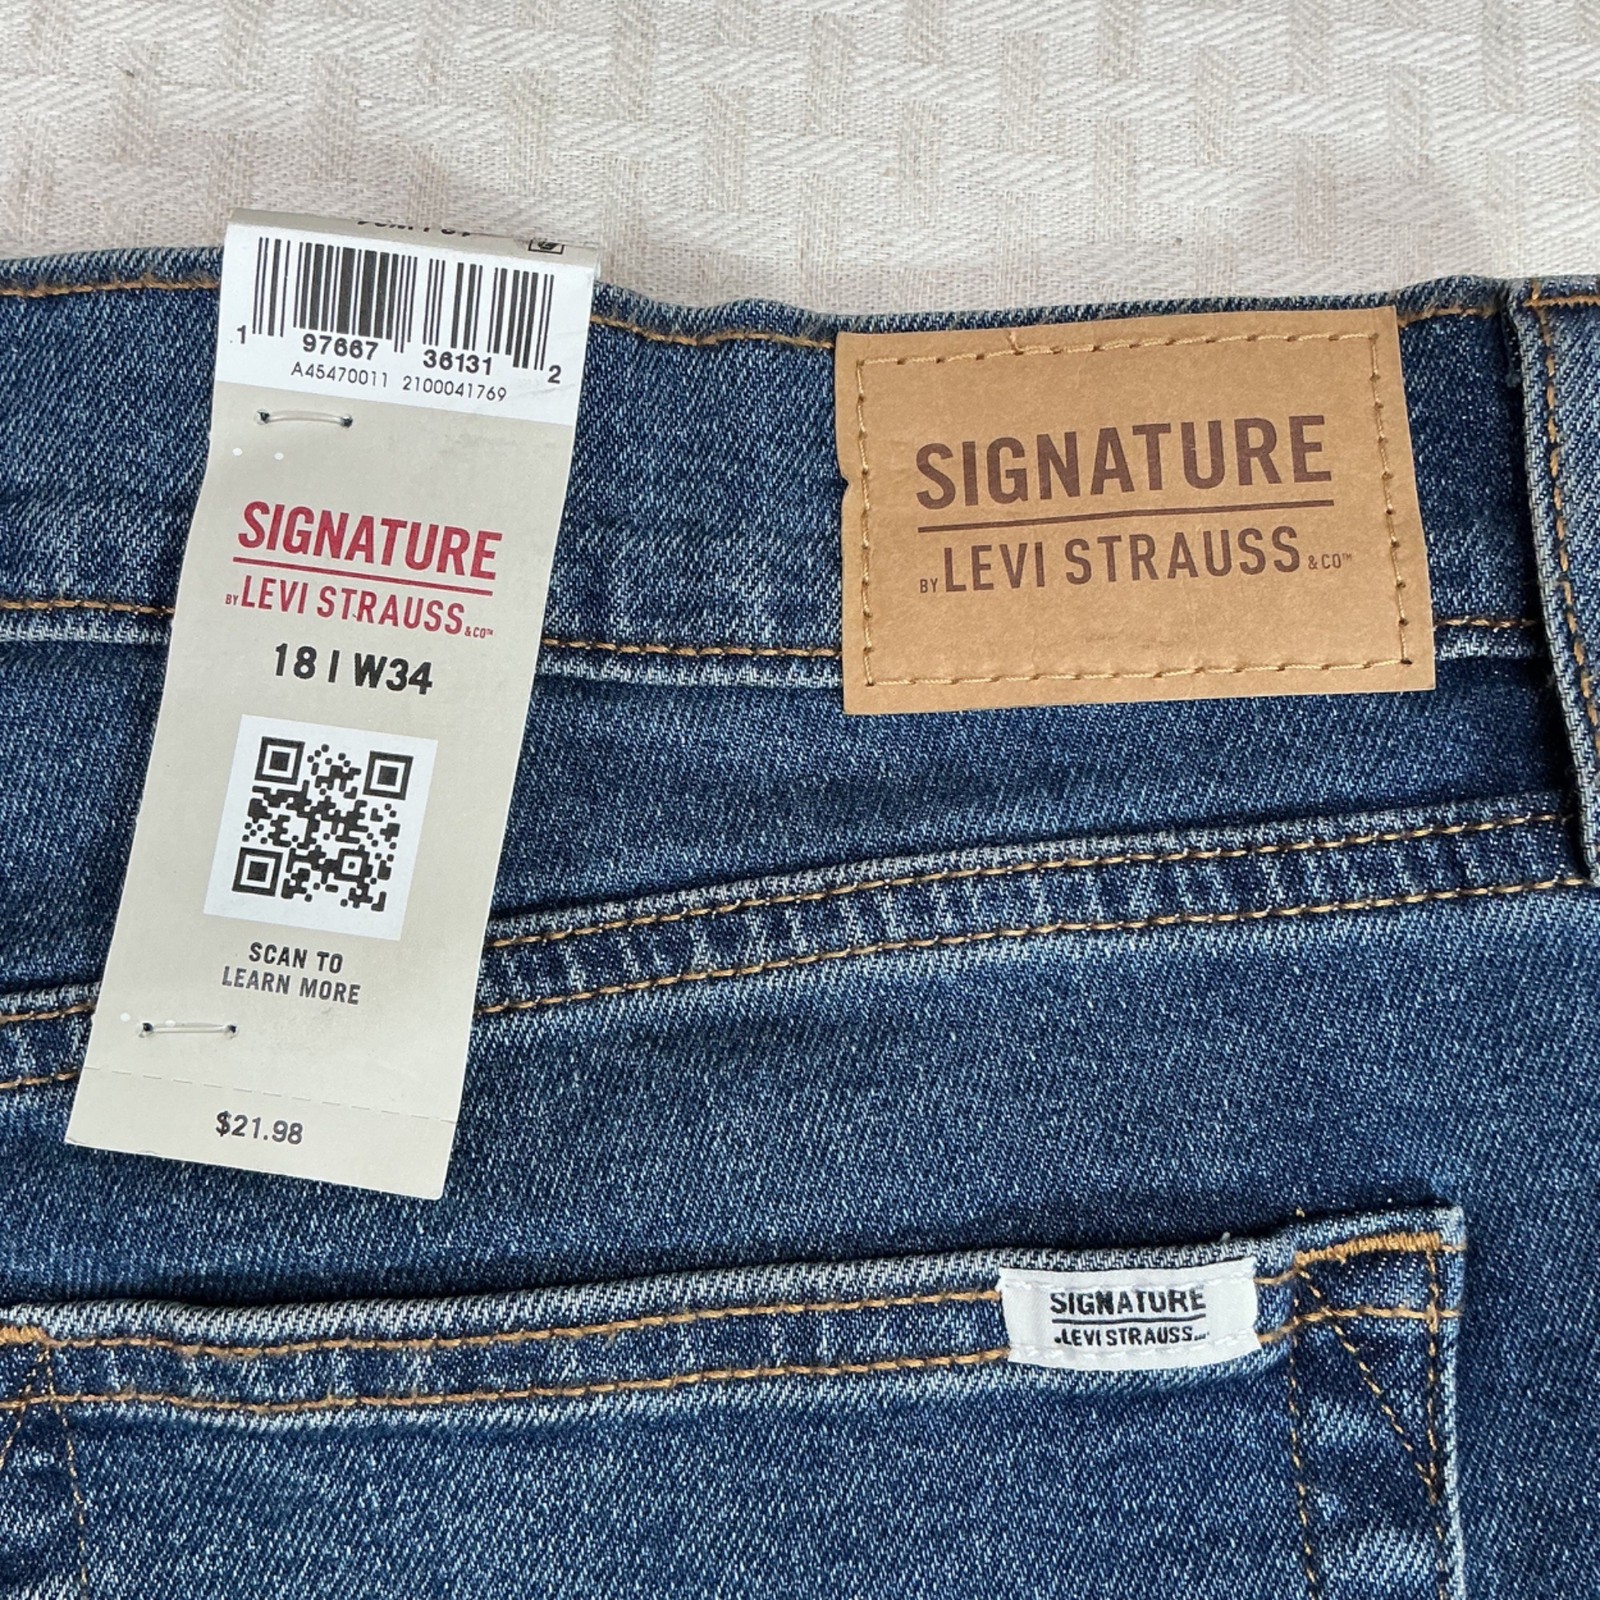 1 97667 36131 2
A45470011 2100041769
SIGNATURE
BY LEVI STRAUSS & CO™
18 | W34
SCAN TO
LEARN MORE
$21.98
SIGNATURE
BY LEVI STRAUSS & CO™
SIGNATURE
LEVI STRAUSS